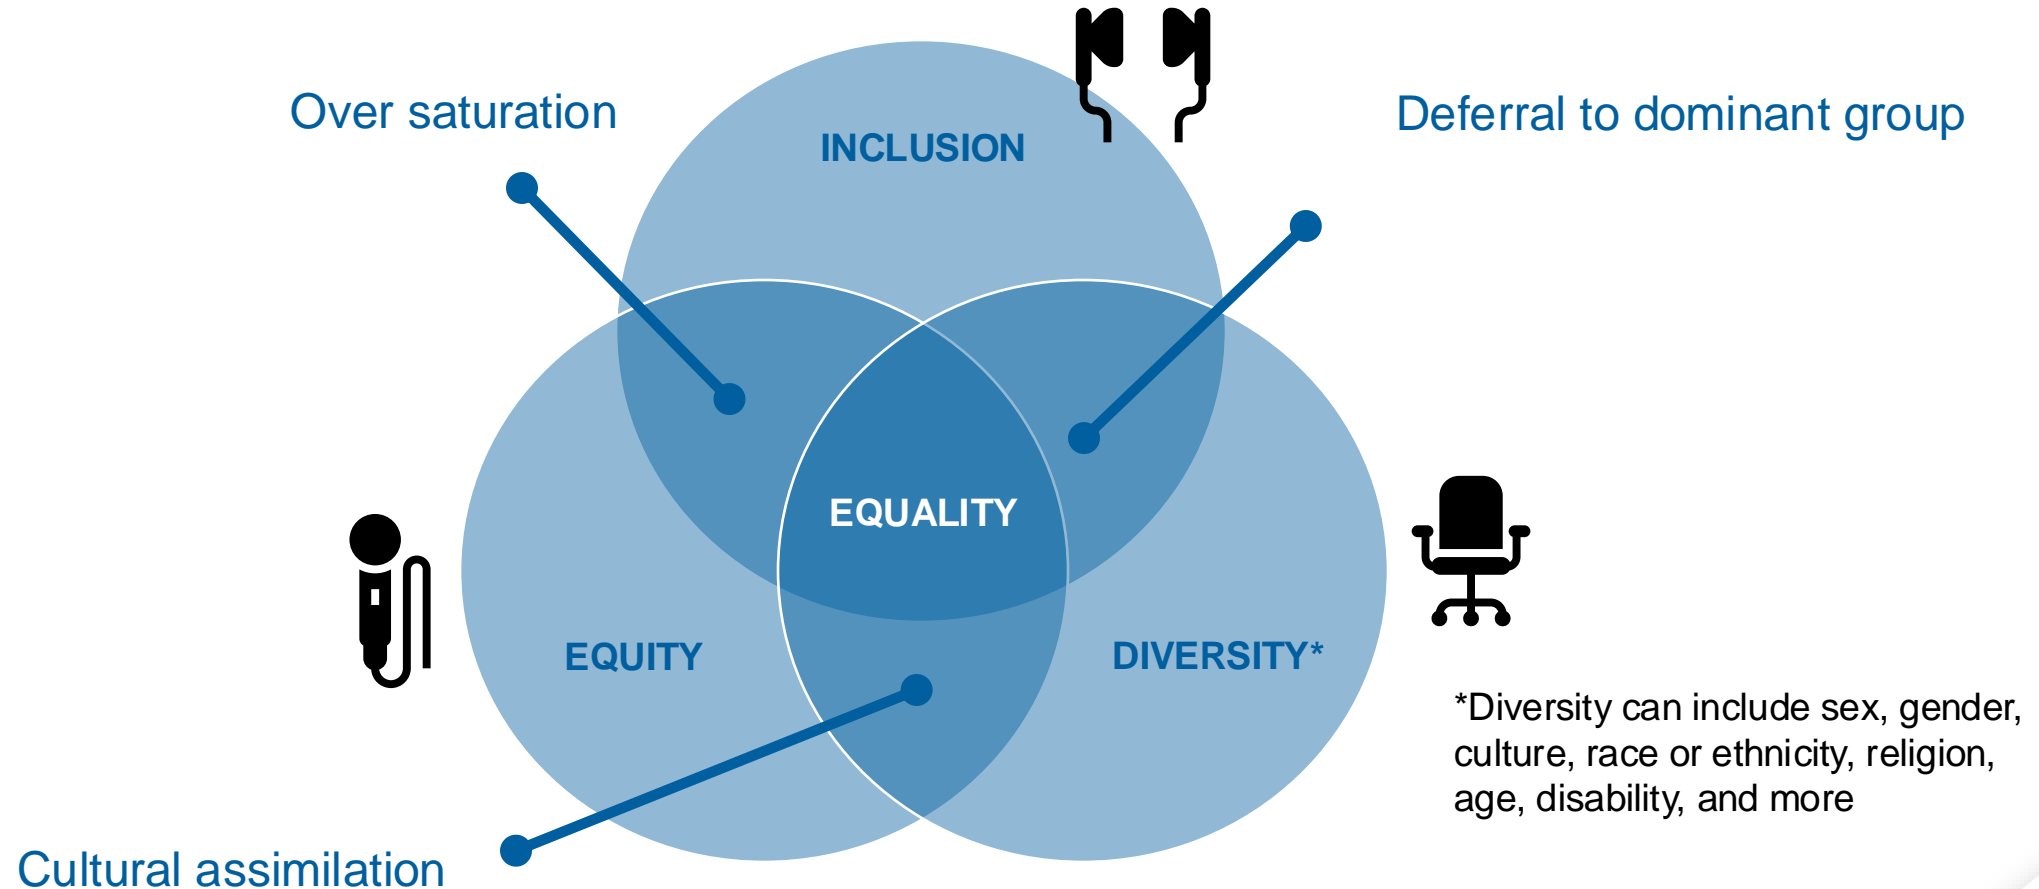 Over saturation
Deferral to dominant group
INCLUSION
EQUALITY
EQUITY
DIVERSITY*
*Diversity can include sex, gender,
culture, race or ethnicity, religion,
age, disability, and more
Cultural assimilation